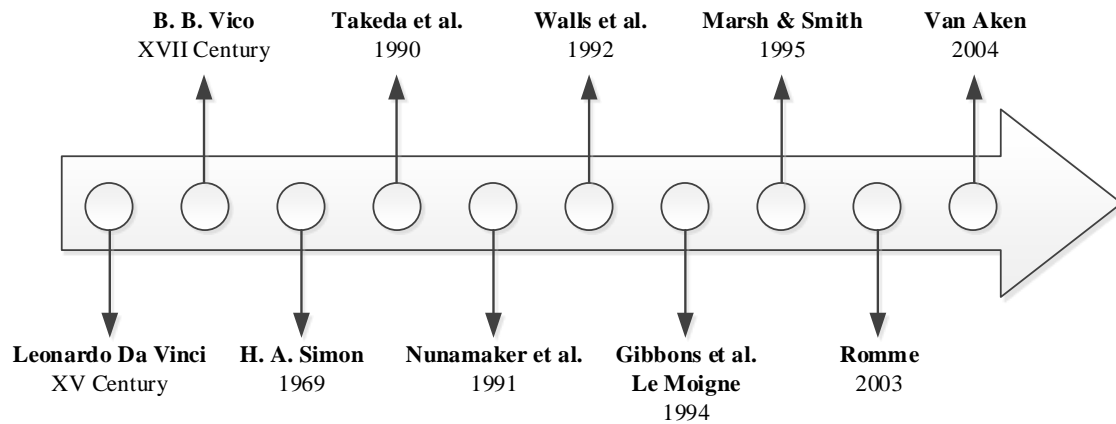 B. B. Vico
XVII Century
Takeda et al.
1990
Walls et al.
1992
Marsh & Smith
1995
Van Aken
2004
Leonardo Da Vinci
XV Century
H. A. Simon
1969
Nunamaker et al.
1991
Gibbons et al.
Le Moigne
1994
Romme
2003